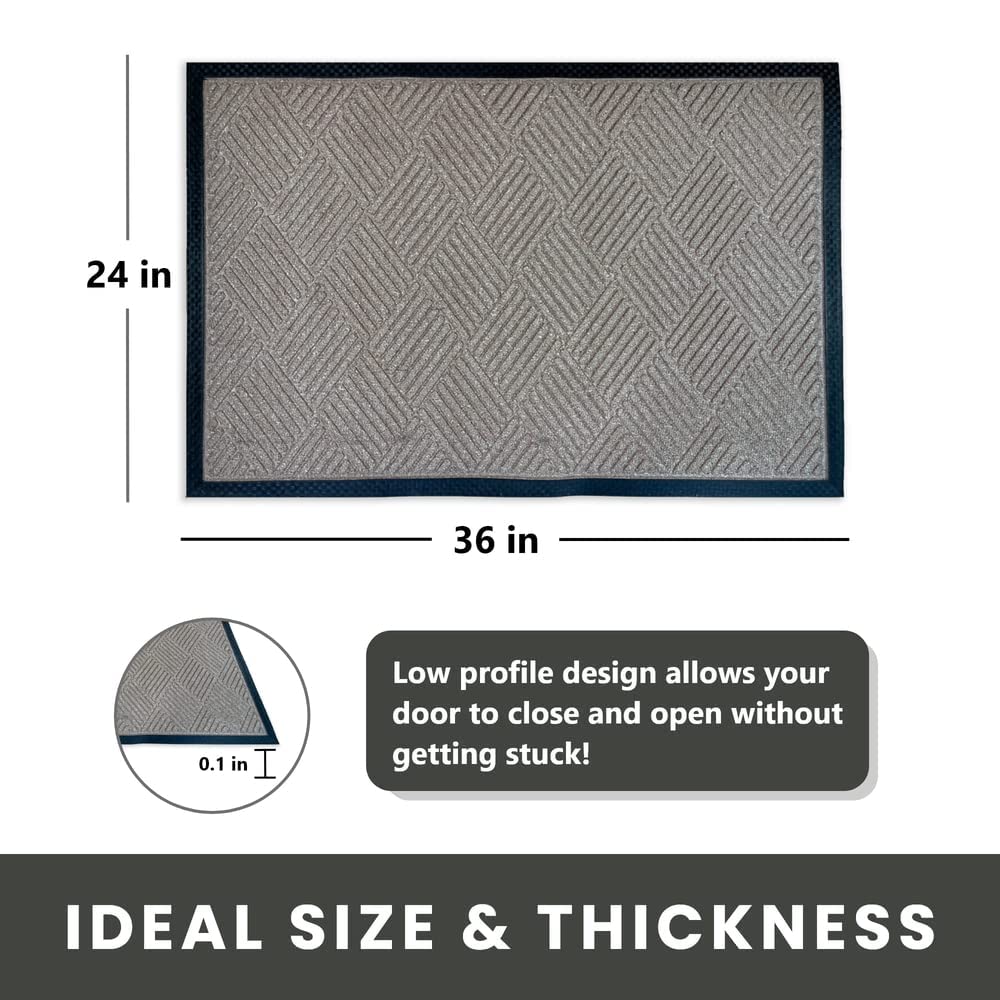 24 in
36 in
0.1 in
Low profile design allows your
door to close and open without
getting stuck!
IDEAL SIZE & THICKNESS